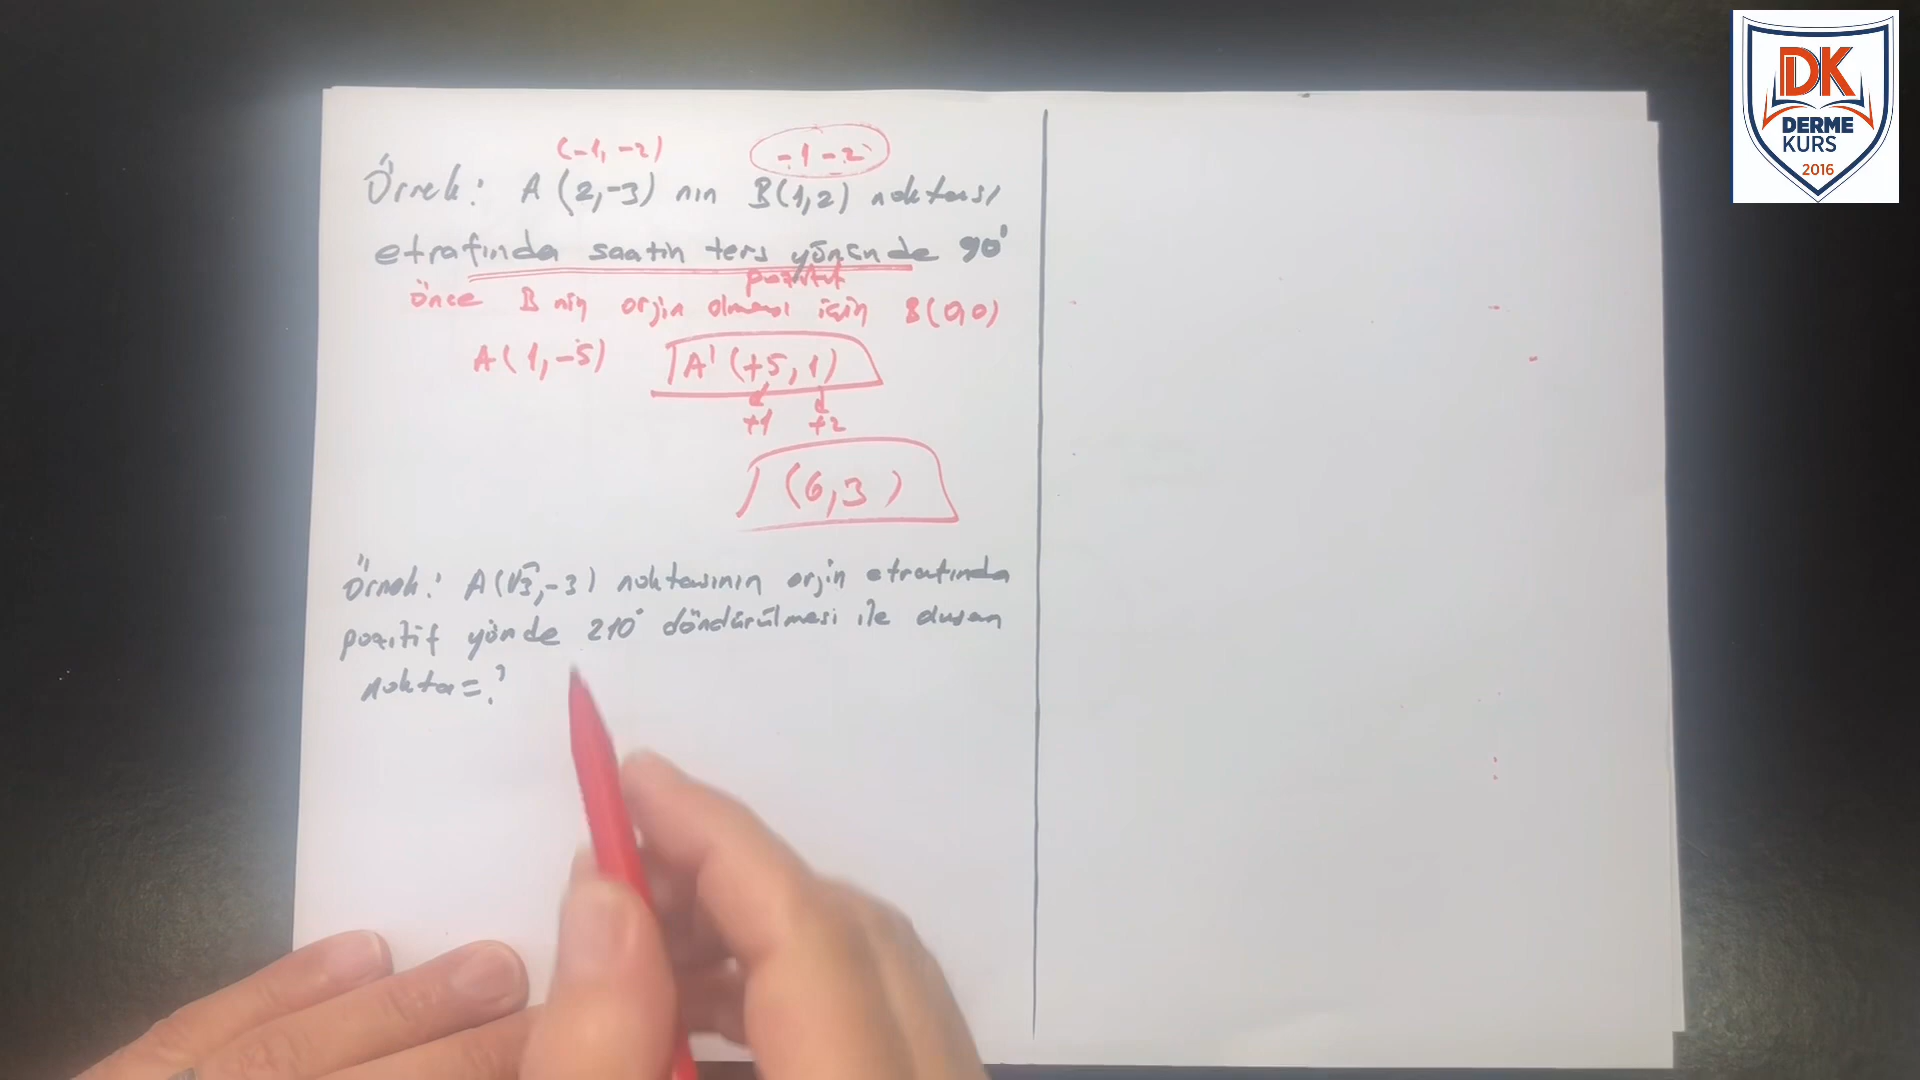 (-1, -2) -1 -2
Örnek: A (2,-3) nın B(1,2) noktası
etrafında saatin ters yönünde 90°
pozitif
önce B nin orjin olması için B(0,0)
A(1,-5) A'(+5,1)
+1 +2
(6,3)
Örnek: A(√3,-3) noktasının orjin etrafında
pozitif yönde 210° döndürülmesi ile oluşan
nokta=?
DK
DERME
KURS
2016